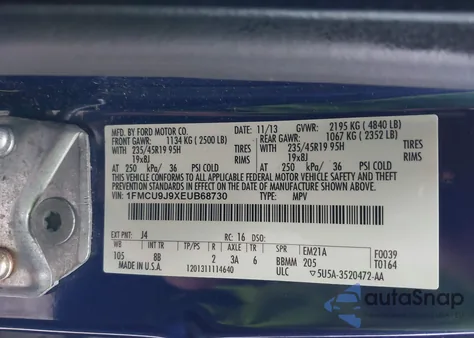 MFD. BY FORD MOTOR CO. 11/13 GVWR: 2195 KG ( 4840 LB)
FRONT GAWR: 1134 KG ( 2500 LB) REAR GAWR: 1067 KG ( 2352 LB)
WITH 235/45R19 95H TIRES WITH 235/45R19 95H TIRES
19x8J RIMS 19x8J RIMS
AT 250 kPa/ 36 PSI COLD AT 250 kPa/ 36 PSI COLD
THIS VEHICLE CONFORMS TO ALL APPLICABLE FEDERAL MOTOR VEHICLE
SAFETY, BUMPER, AND THEFT PREVENTION STANDARDS IN EFFECT ON THE DATE OF
MANUFACTURE SHOWN ABOVE.
VIN: 1FMCU9J9XEUB68730
TYPE: MPV
EXT PNT: J4 RC: 16 DSO:
WB INT TR TP/PS R AXLE TR SPR EM21A F0039
105 BB 2 3A 6 BBMM 205 T0164
MADE IN U.S.A. 1201311114640 ULC 5U5A-3520472-AA
autoSnap